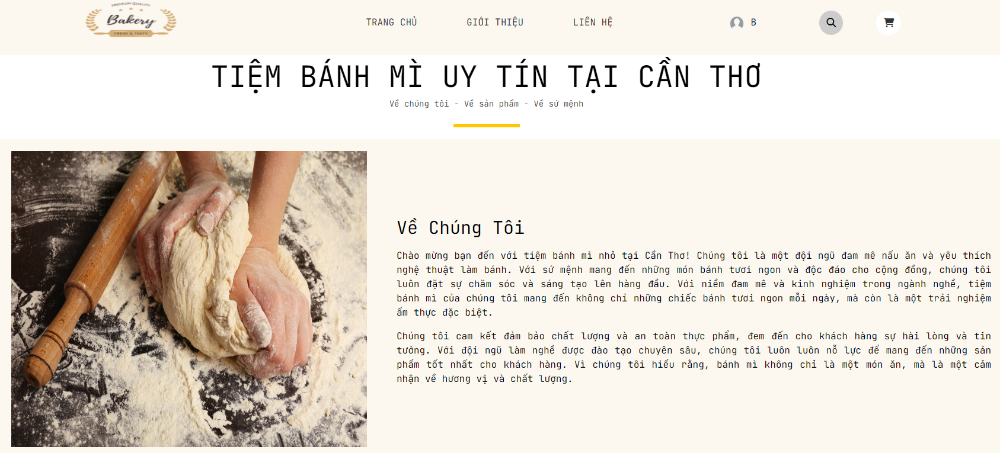 PREMIUM QUALITY
Bakery
FRESH & TASTY
TRANG CHỦ
GIỚI THIỆU
LIÊN HỆ
B
TIỆM BÁNH MÌ UY TÍN TẠI CẦN THƠ
Về chúng tôi - Về sản phẩm - Về sứ mệnh
Về Chúng Tôi
Chào mừng bạn đến với tiệm bánh mì nhỏ tại Cần Thơ! Chúng tôi là một đội ngũ đam mê nấu ăn và yêu thích
nghệ thuật làm bánh. Với sứ mệnh mang đến những món bánh tươi ngon và độc đáo cho cộng đồng, chúng tôi
luôn đặt sự chăm sóc và sáng tạo lên hàng đầu. Với niềm đam mê và kinh nghiệm trong ngành nghề, tiệm
bánh mì của chúng tôi mang đến không chỉ những chiếc bánh tươi ngon mỗi ngày, mà còn là một trải nghiệm
ẩm thực đặc biệt.
Chúng tôi cam kết đảm bảo chất lượng và an toàn thực phẩm, đem đến cho khách hàng sự hài lòng và tin
tưởng. Với đội ngũ làm nghề được đào tạo chuyên sâu, chúng tôi luôn luôn nỗ lực để mang đến những sản
phẩm tốt nhất cho khách hàng. Vì chúng tôi hiểu rằng, bánh mì không chỉ là một món ăn, mà là một cảm
nhận về hương vị và chất lượng.